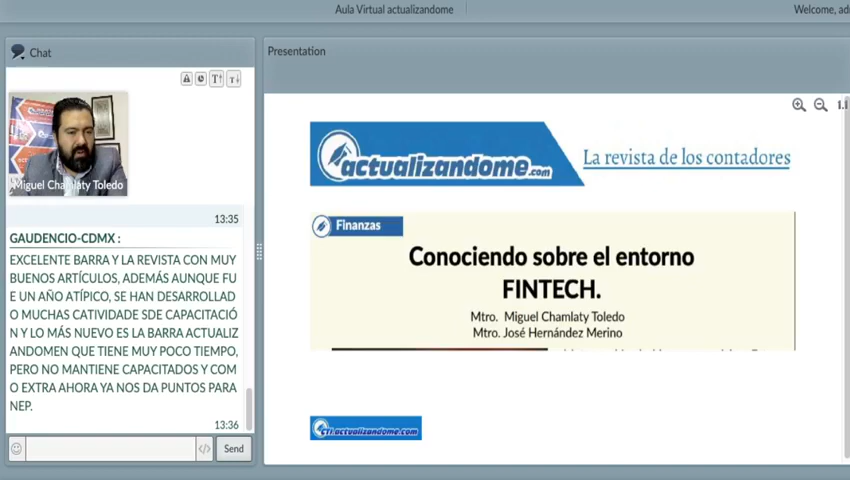 Aula Virtual actualizandome
Welcome, ad
Chat
Presentation
Miguel Chamlaty Toledo
13:35
GAUDENCIO-CDMX :
EXCELENTE BARRA Y LA REVISTA CON MUY
BUENOS ARTÍCULOS, ADEMÁS AUNQUE FU
E UN AÑO ATÍPICO, SE HAN DESARROLLAD
O MUCHAS CATIVIDADE SDE CAPACITACIÓ
N Y LO MÁS NUEVO ES LA BARRA ACTUALIZ
ANDOMEN QUE TIENE MUY POCO TIEMPO,
PERO NO MANTIENE CAPACITADOS Y COM
O EXTRA AHORA YA NOS DA PUNTOS PARA
NEP.
13:36
Send
actualizandome.com
La revista de los contadores
Finanzas
Conociendo sobre el entorno
FINTECH.
Mtro. Miguel Chamlaty Toledo
Mtro. José Hernández Merino
cti.actualizandome.com